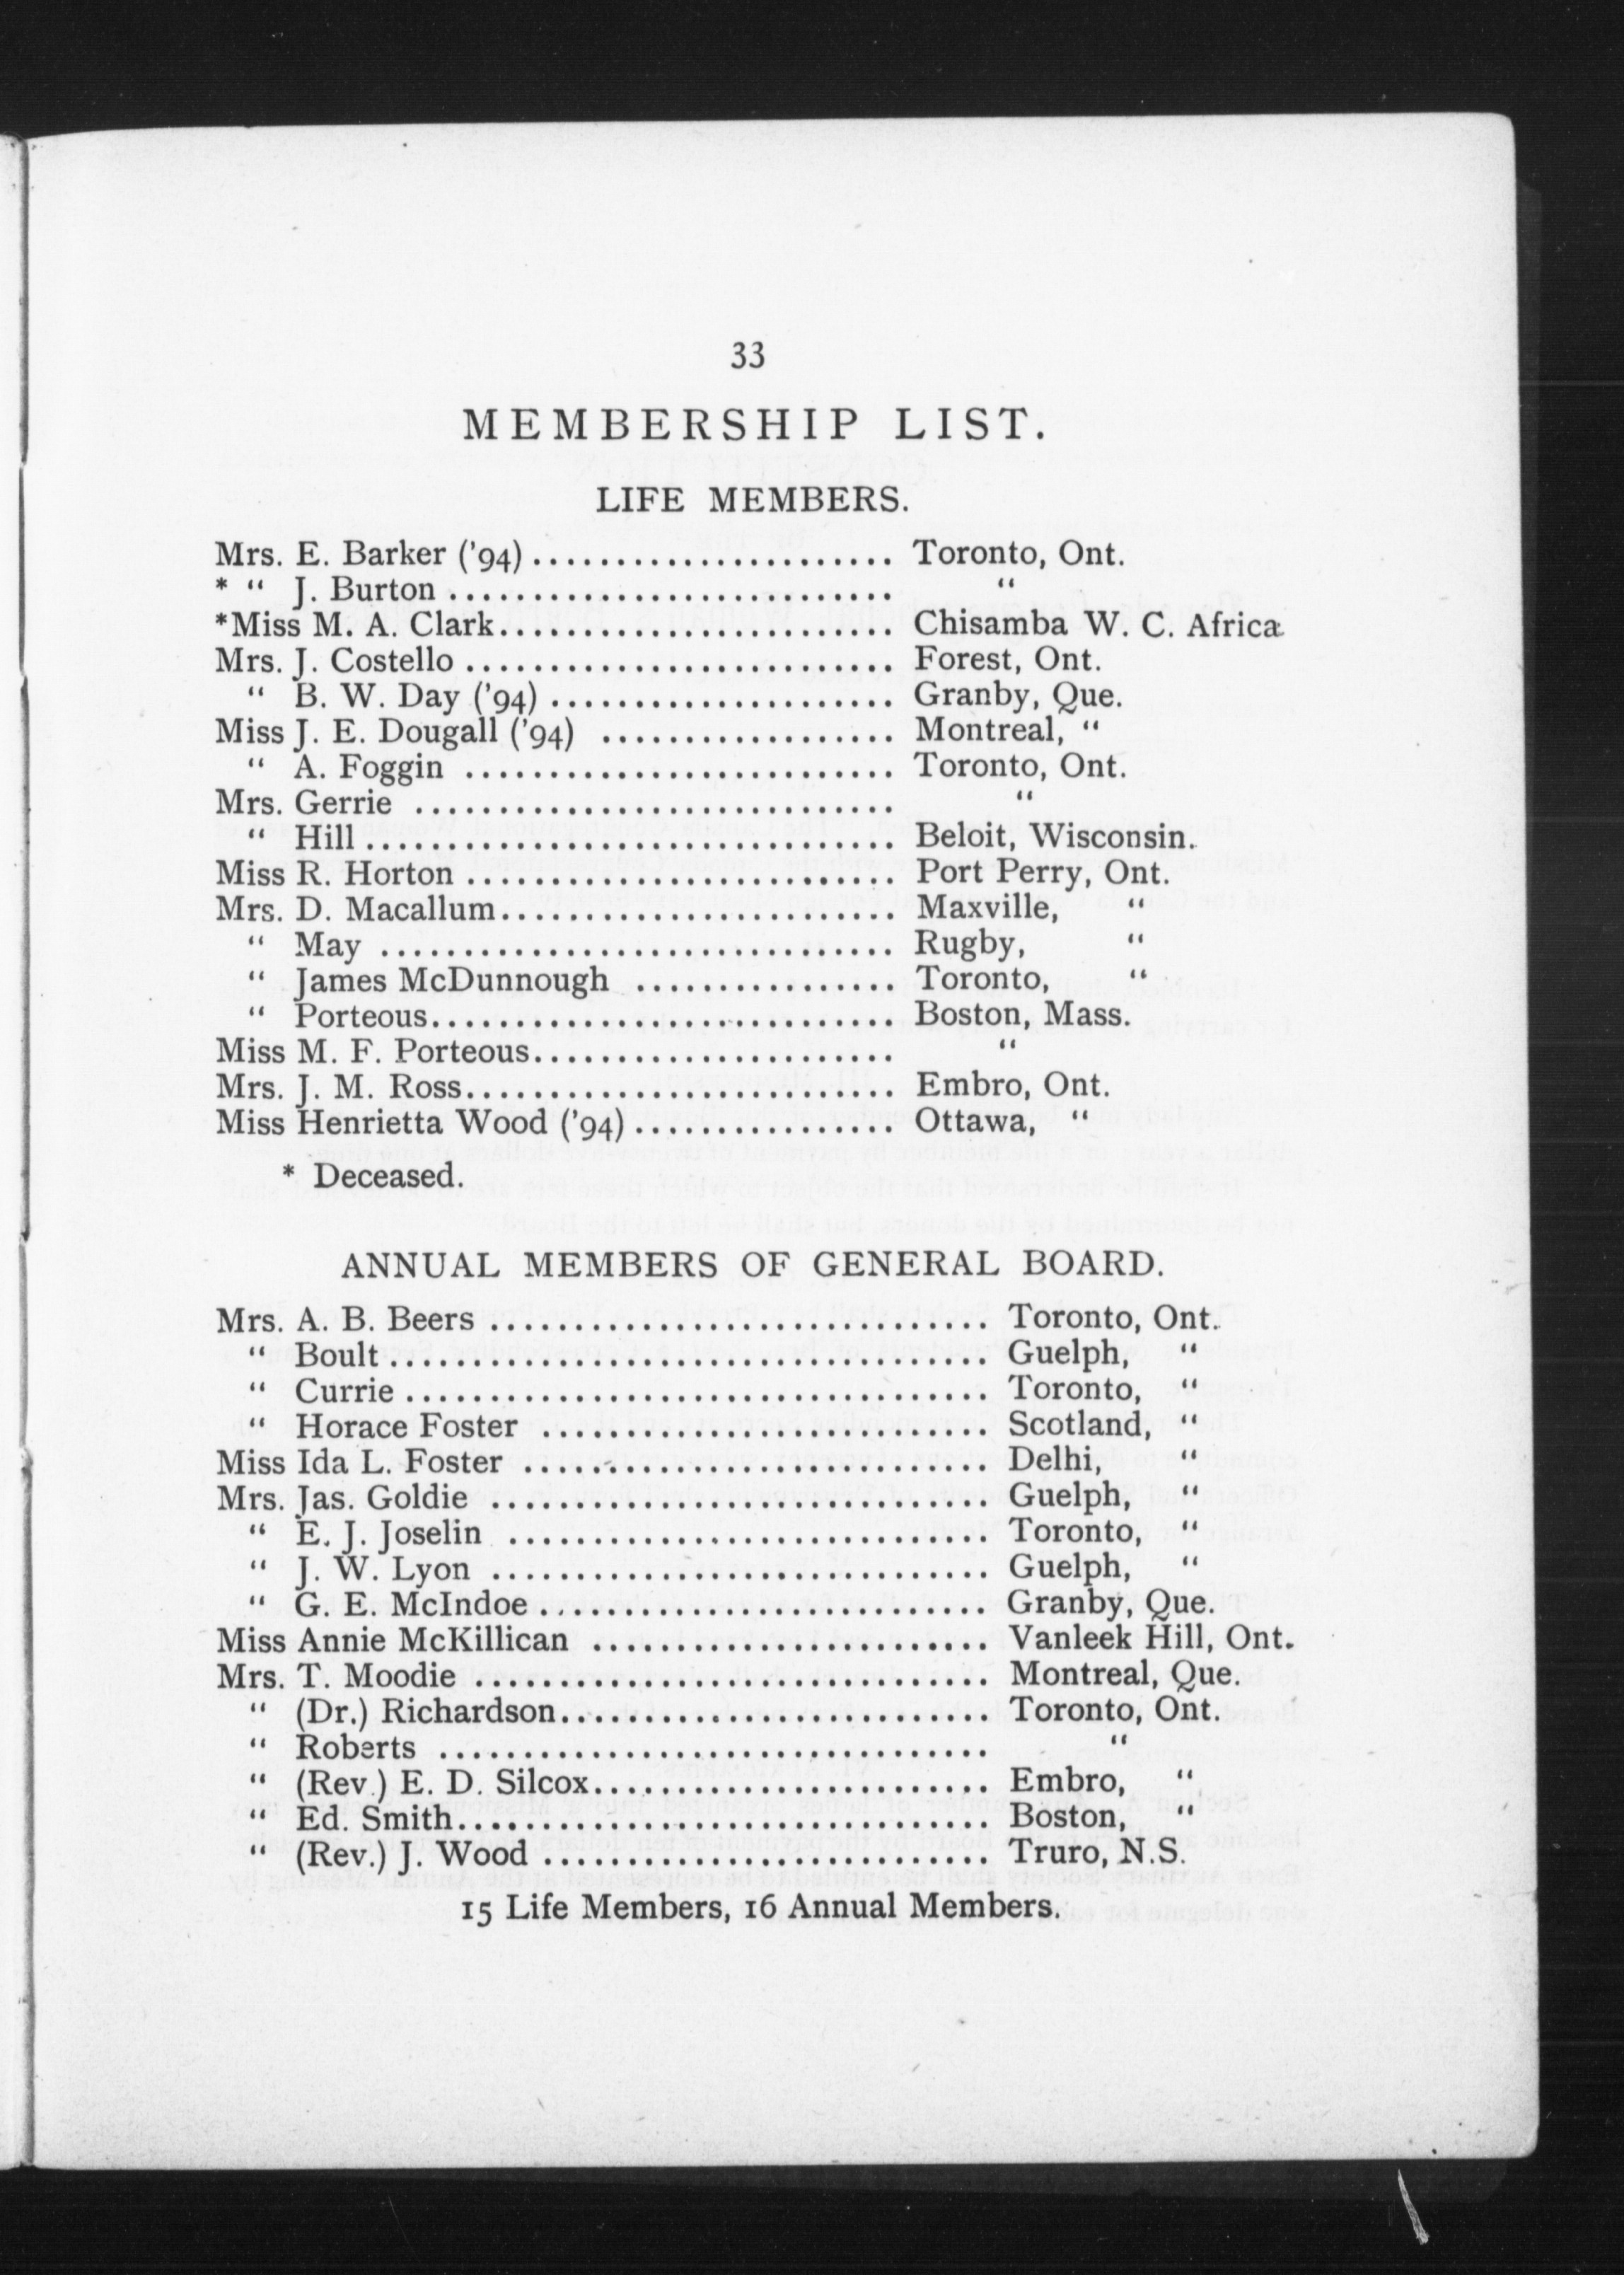 33
MEMBERSHIP LIST.
LIFE MEMBERS.
Mrs. E. Barker ('94) ...................... Toronto, Ont.
* “ J. Burton ........................... “
*Miss M. A. Clark........................ Chisamba W. C. Africa.
Mrs. J. Costello .......................... Forest, Ont.
“ B. W. Day ('94) ..................... Granby, Que.
Miss J. E. Dougall ('94) .................. Montreal, “
“ A. Foggin .......................... Toronto, Ont.
Mrs. Gerrie ............................. “
“ Hill ................................ Beloit, Wisconsin.
Miss R. Horton .......................... Port Perry, Ont.
Mrs. D. Macallum........................ Maxville, “
“ May ............................... Rugby, “
“ James McDunnough ................ Toronto, “
“ Porteous............................ Boston, Mass.
Miss M. F. Porteous...................... “
Mrs. J. M. Ross.......................... Embro, Ont.
Miss Henrietta Wood ('94) ................ Ottawa, “
* Deceased.
ANNUAL MEMBERS OF GENERAL BOARD.
Mrs. A. B. Beers .............................. Toronto, Ont.
“ Boult .................................... Guelph, “
“ Currie ................................... Toronto, “
“ Horace Foster ........................... Scotland, “
Miss Ida L. Foster ............................ Delhi, “
Mrs. Jas. Goldie .............................. Guelph, “
“ E. J. Joselin ............................. Toronto, “
“ J. W. Lyon .............................. Guelph, “
“ G. E. McIndoe ........................... Granby, Que.
Miss Annie McKillican ........................ Vanleek Hill, Ont.
Mrs. T. Moodie ............................... Montreal, Que.
“ (Dr.) Richardson.......................... Toronto, Ont.
“ Roberts ................................. “
“ (Rev.) E. D. Silcox........................ Embro, “
“ Ed. Smith................................ Boston, “
“ (Rev.) J. Wood ........................... Truro, N.S.
15 Life Members, 16 Annual Members.